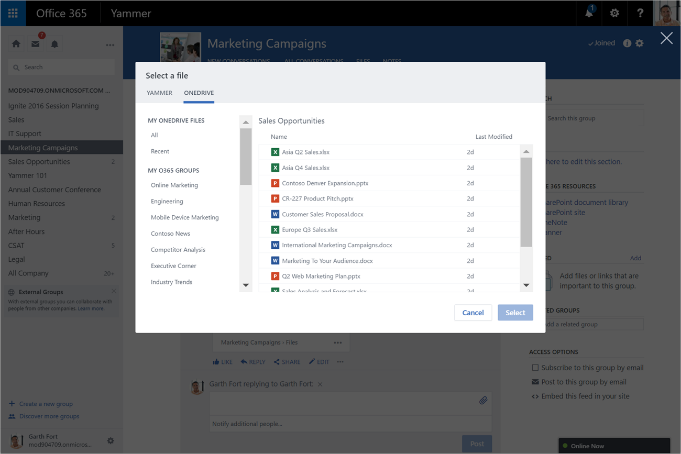 Office 365
Yammer
1
?
Search
MOD904709.ONMICROSOFT.COM
Ignite 2016 Session Planning
Sales
IT Support
Marketing Campaigns
Sales Opportunities 2
Yammer 101
Annual Customer Conference
Human Resources
Marketing 2
After Hours
CSAT 5
Legal
All Company 20+
External Groups
With external groups you can collaborate with
people from other companies. Learn more.
+ Create a new group
Discover more groups
Garth Fort
mod904709.onmicrosoft...
Marketing Campaigns
Joined
NEW CONVERSATIONS ALL CONVERSATIONS FILES NOTES
Select a file
YAMMER ONEDRIVE
MY ONEDRIVE FILES
All
Recent
MY O365 GROUPS
Online Marketing
Engineering
Mobile Device Marketing
Contoso News
Competitor Analysis
Executive Corner
Industry Trends
Sales Opportunities
Name Last Modified
Asia Q2 Sales.xlsx 2d
Asia Q4 Sales.xlsx 2d
Contoso Denver Expansion.pptx 2d
CR-227 Product Pitch.pptx 2d
Customer Sales Proposal.docx 2d
Europe Q3 Sales.xlsx 2d
International Marketing Campaigns.docx 2d
Marketing To Your Audience.docx 2d
Q2 Web Marketing Plan.pptx 2d
Sales Analysis and Forecast.xlsx 2d
Cancel Select
Marketing Campaigns - Files
LIKE REPLY SHARE EDIT
Garth Fort replying to Garth Fort:
Notify additional people...
Post
CH
Search this group
here to edit this section.
E 365 RESOURCES
arePoint document library
arePoint site
eNote
anner
Add
Add files or links that are
important to this group.
TED GROUPS
Add a related group
ACCESS OPTIONS
Subscribe to this group by email
Post to this group by email
Embed this feed in your site
Online Now